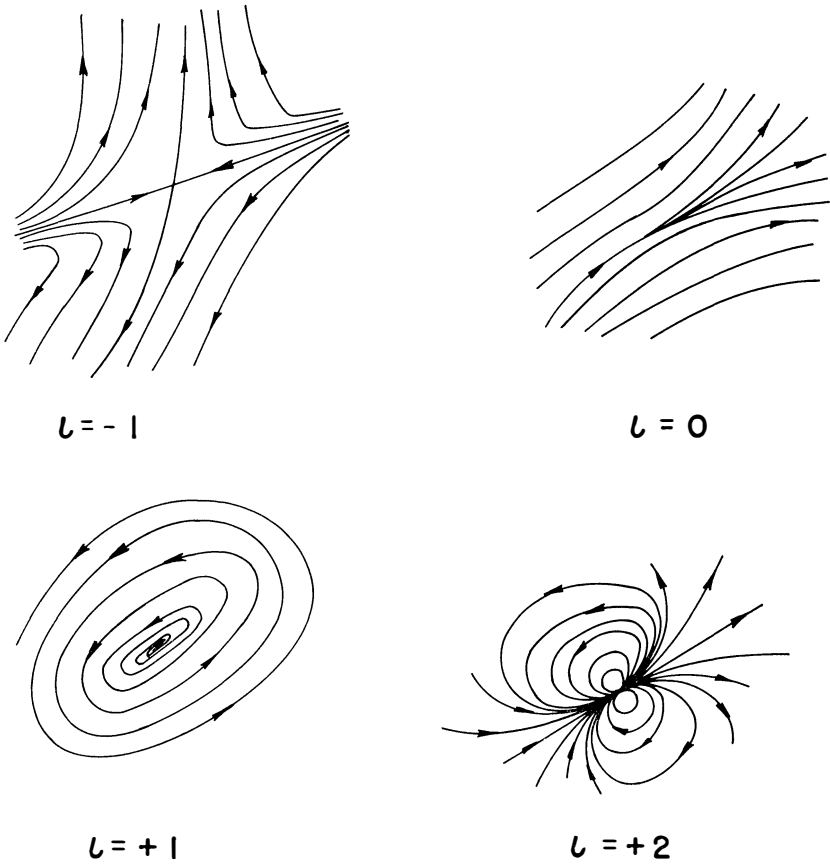 ι = - 1
ι = 0
ι = + 1
ι = + 2